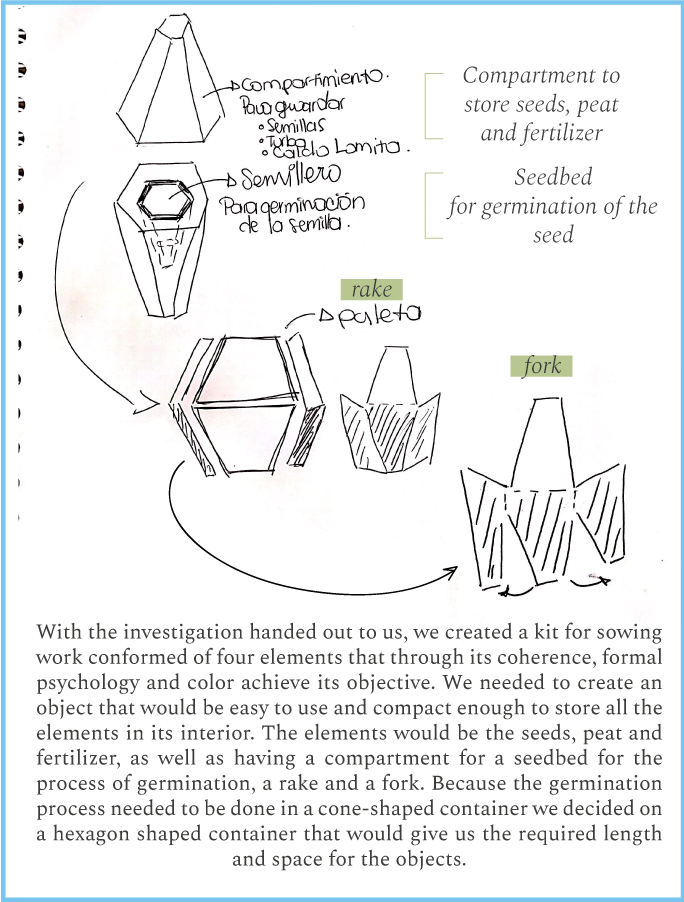 Compartimiento.
Para guardar
• Semillas
• Turba
• Caldo Lomito.
Compartment to
store seeds, peat
and fertilizer
Semillero
Para germinación
de la semilla.
Seedbed
for germination of the
seed
rake
paleta
fork
With the investigation handed out to us, we created a kit for sowing
work conformed of four elements that through its coherence, formal
psychology and color achieve its objective. We needed to create an
object that would be easy to use and compact enough to store all the
elements in its interior. The elements would be the seeds, peat and
fertilizer, as well as having a compartment for a seedbed for the
process of germination, a rake and a fork. Because the germination
process needed to be done in a cone-shaped container we decided on
a hexagon shaped container that would give us the required length
and space for the objects.